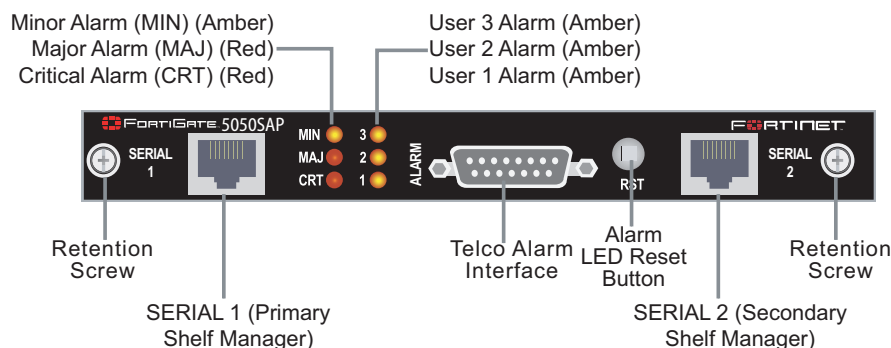 Minor Alarm (MIN) (Amber)
Major Alarm (MAJ) (Red)
Critical Alarm (CRT) (Red)
User 3 Alarm (Amber)
User 2 Alarm (Amber)
User 1 Alarm (Amber)
FORTIGATE 5050SAP
SERIAL
1
MIN
MAJ
CRT
3
2
1
ALARM
RST
FORTINET
SERIAL
2
Retention
Screw
SERIAL 1 (Primary
Shelf Manager)
Telco Alarm
Interface
Alarm
LED Reset
Button
SERIAL 2 (Secondary
Shelf Manager)
Retention
Screw